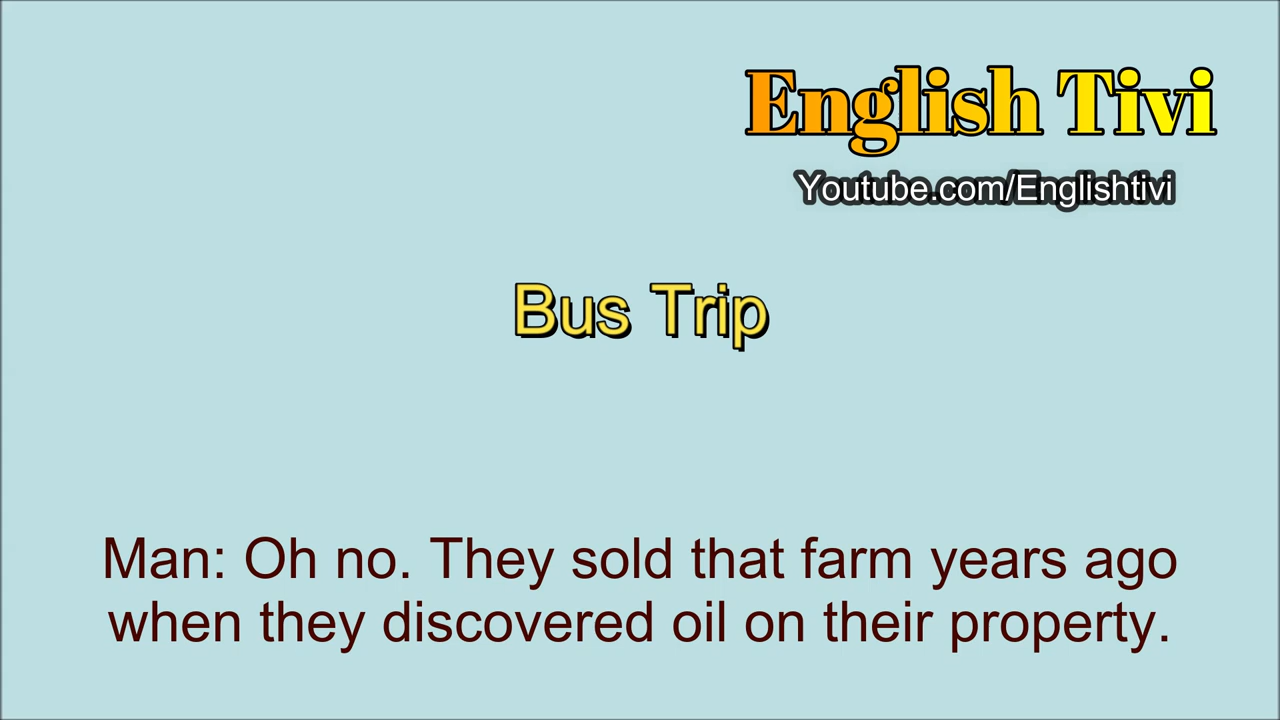 English Tivi
Youtube.com/Englishtivi
Bus Trip
Man: Oh no. They sold that farm years ago
when they discovered oil on their property.